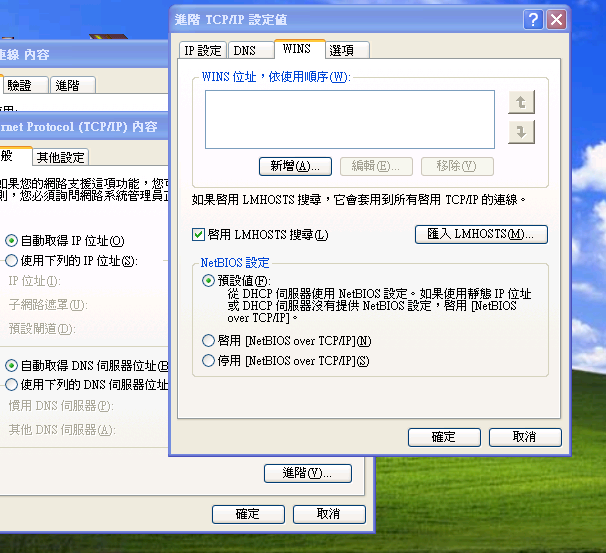 進階 TCP/IP 設定值
IP 設定
DNS
WINS
選項
WINS 位址，依使用順序(W):
新增(A)...
編輯(E)...
移除(V)
如果啓用 LMHOSTS 搜尋，它會套用到所有啓用 TCP/IP 的連線。
啓用 LMHOSTS 搜尋(L)
匯入 LMHOSTS(M)...
NetBIOS 設定
預設值(F):
從 DHCP 伺服器使用 NetBIOS 設定。如果使用靜態 IP 位址
或 DHCP 伺服器沒有提供 NetBIOS 設定，啓用 [NetBIOS
over TCP/IP]。
啓用 [NetBIOS over TCP/IP](N)
停用 [NetBIOS over TCP/IP](S)
確定
取消
連線 內容
驗證
進階
ernet Protocol (TCP/IP) 內容
般
其他設定
如果您的網路支援這項功能，您可
則，您必須詢問網路系統管理員正
自動取得 IP 位址(O)
使用下列的 IP 位址(S):
IP 位址(I):
子網路遮罩(U):
預設閘道(D):
自動取得 DNS 伺服器位址(B
使用下列的 DNS 伺服器位址
慣用 DNS 伺服器(P):
其他 DNS 伺服器(A):
進階(V)...
確定
取消